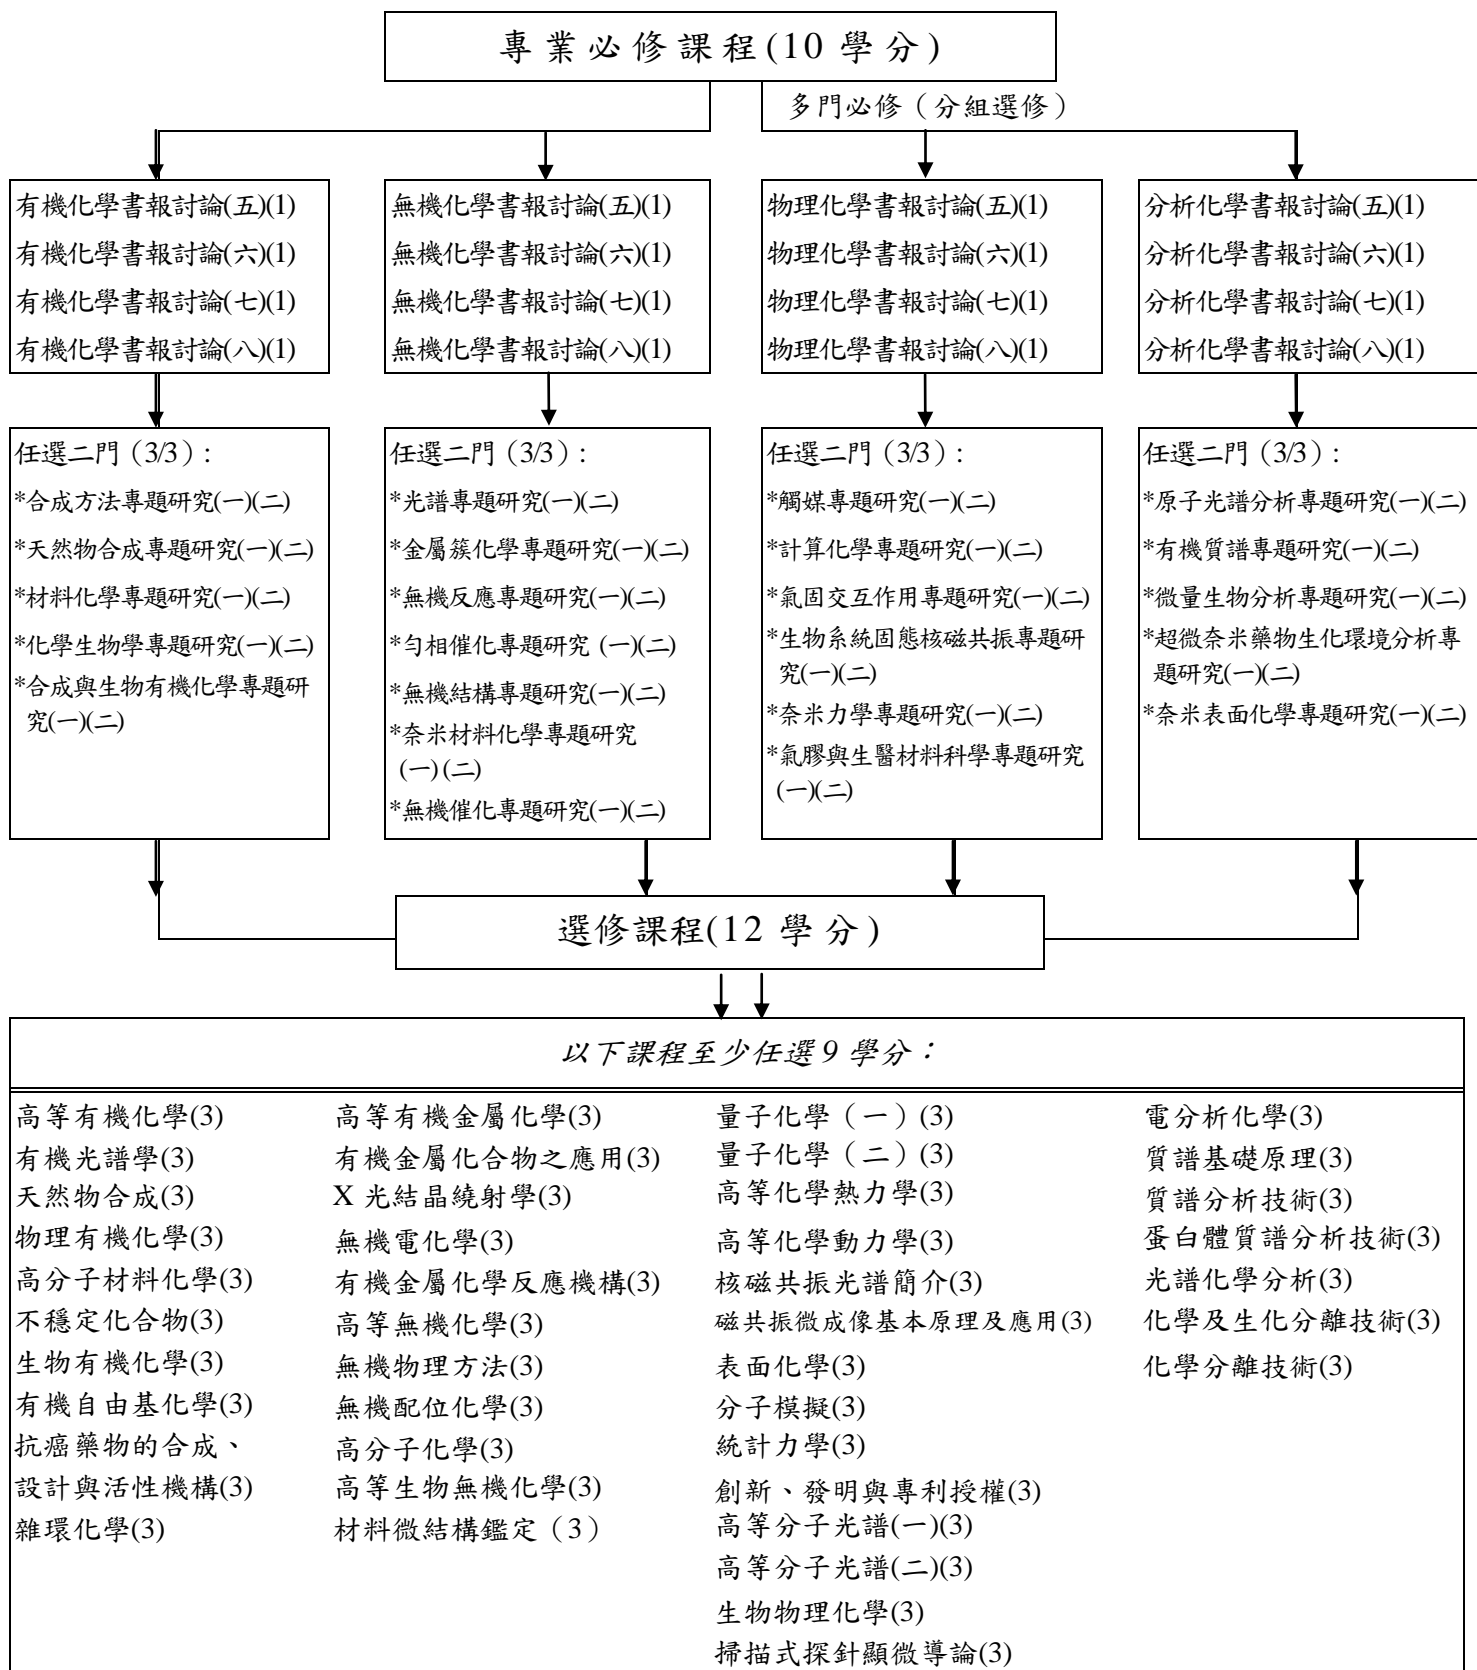 專業必修課程(10 學分)
多門必修（分組選修）
有機化學書報討論(五)(1)
有機化學書報討論(六)(1)
有機化學書報討論(七)(1)
有機化學書報討論(八)(1)
無機化學書報討論(五)(1)
無機化學書報討論(六)(1)
無機化學書報討論(七)(1)
無機化學書報討論(八)(1)
物理化學書報討論(五)(1)
物理化學書報討論(六)(1)
物理化學書報討論(七)(1)
物理化學書報討論(八)(1)
分析化學書報討論(五)(1)
分析化學書報討論(六)(1)
分析化學書報討論(七)(1)
分析化學書報討論(八)(1)
任選二門（3/3）:
*合成方法專題研究(一)(二)
*天然物合成專題研究(一)(二)
*材料化學專題研究(一)(二)
*化學生物學專題研究(一)(二)
*合成與生物有機化學專題研
究(一)(二)
任選二門（3/3）:
*光譜專題研究(一)(二)
*金屬簇化學專題研究(一)(二)
*無機反應專題研究(一)(二)
*勻相催化專題研究 (一)(二)
*無機結構專題研究(一)(二)
*奈米材料化學專題研究
(一)(二)
*無機催化專題研究(一)(二)
任選二門（3/3）:
*觸媒專題研究(一)(二)
*計算化學專題研究(一)(二)
*氣固交互作用專題研究(一)(二)
*生物系統固態核磁共振專題研
究(一)(二)
*奈米力學專題研究(一)(二)
*氣膠與生醫材料科學專題研究
(一)(二)
任選二門（3/3）:
*原子光譜分析專題研究(一)(二)
*有機質譜專題研究(一)(二)
*微量生物分析專題研究(一)(二)
*超微奈米藥物生化環境分析專
題研究(一)(二)
*奈米表面化學專題研究(一)(二)
選修課程(12 學分)
以下課程至少任選9 學分：
高等有機化學(3)
有機光譜學(3)
天然物合成(3)
物理有機化學(3)
高分子材料化學(3)
不穩定化合物(3)
生物有機化學(3)
有機自由基化學(3)
抗癌藥物的合成、
設計與活性機構(3)
雜環化學(3)
高等有機金屬化學(3)
有機金屬化合物之應用(3)
X 光結晶繞射學(3)
無機電化學(3)
有機金屬化學反應機構(3)
高等無機化學(3)
無機物理方法(3)
無機配位化學(3)
高分子化學(3)
高等生物無機化學(3)
材料微結構鑑定（3）
量子化學（一）(3)
量子化學（二）(3)
高等化學熱力學(3)
高等化學動力學(3)
核磁共振光譜簡介(3)
磁共振微成像基本原理及應用(3)
表面化學(3)
分子模擬(3)
統計力學(3)
創新、發明與專利授權(3)
高等分子光譜(一)(3)
高等分子光譜(二)(3)
生物物理化學(3)
掃描式探針顯微導論(3)
電分析化學(3)
質譜基礎原理(3)
質譜分析技術(3)
蛋白體質譜分析技術(3)
光譜化學分析(3)
化學及生化分離技術(3)
化學分離技術(3)